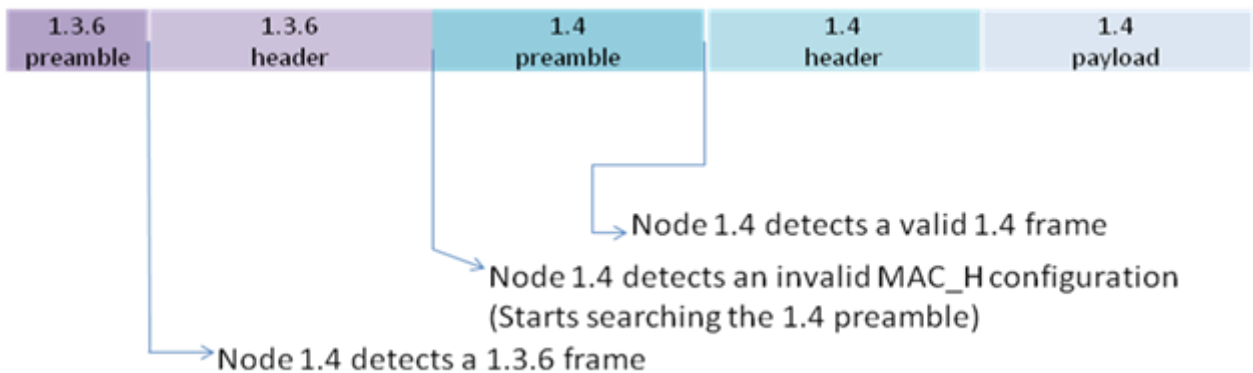 1.3.6 preamble
1.3.6 header
1.4 preamble
1.4 header
1.4 payload
Node 1.4 detects a valid 1.4 frame
Node 1.4 detects an invalid MAC_H configuration
(Starts searching the 1.4 preamble)
Node 1.4 detects a 1.3.6 frame